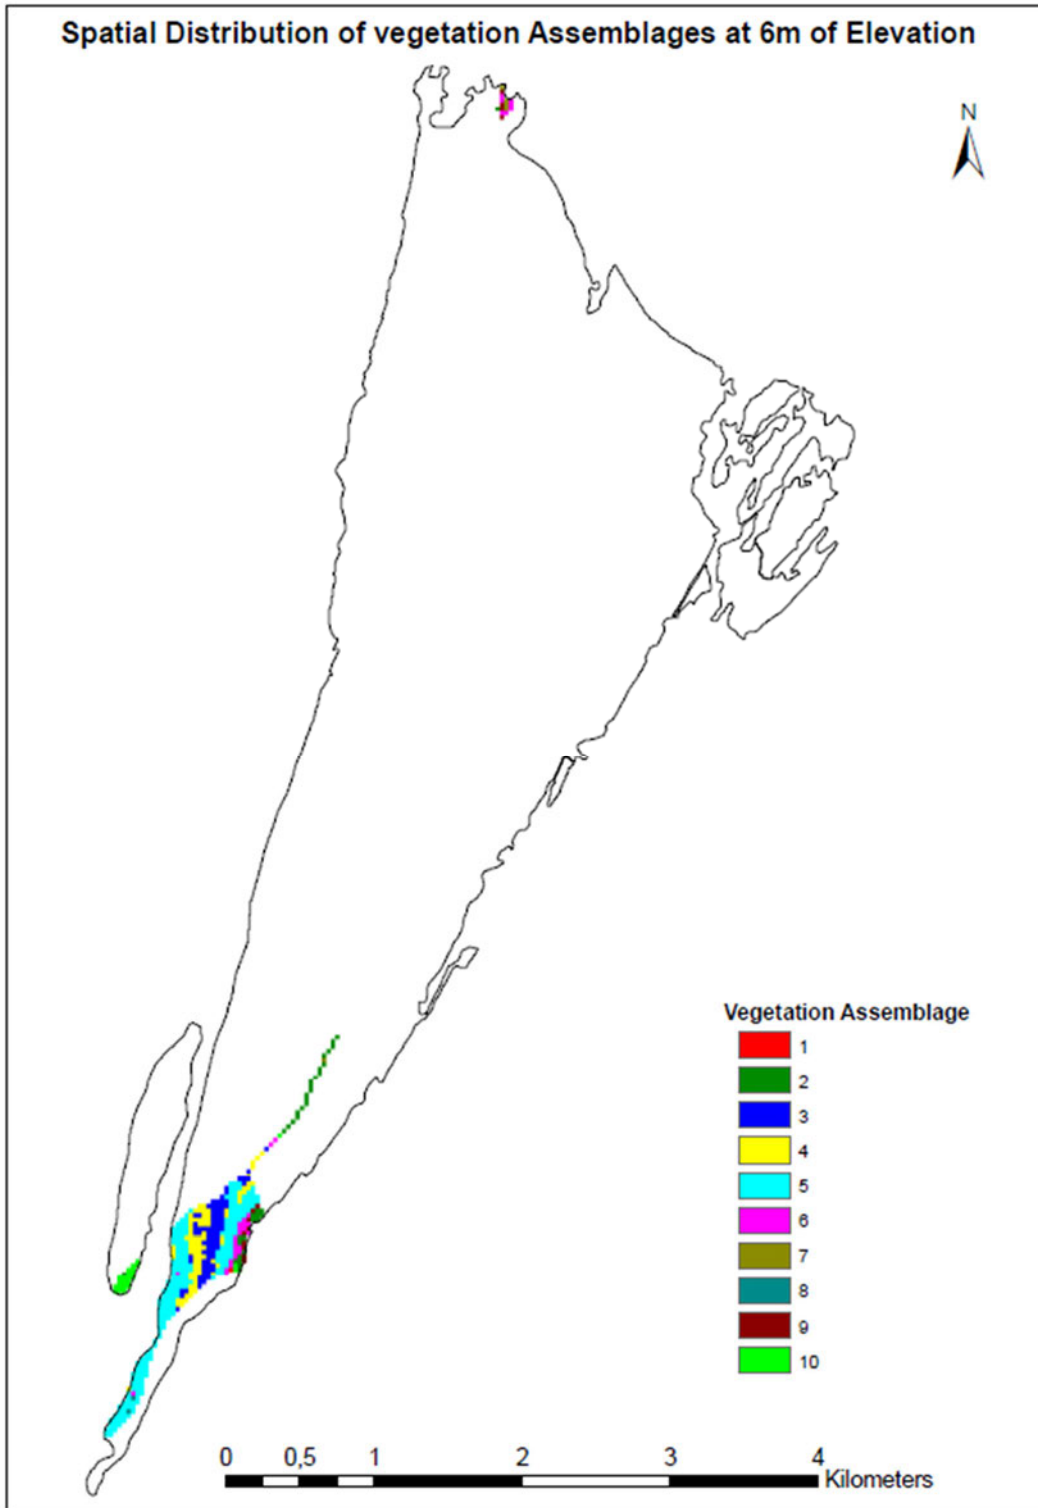 Spatial Distribution of vegetation Assemblages at 6m of Elevation
N
Vegetation Assemblage
1
2
3
4
5
6
7
8
9
10
0 0,5 1 2 3 4
Kilometers